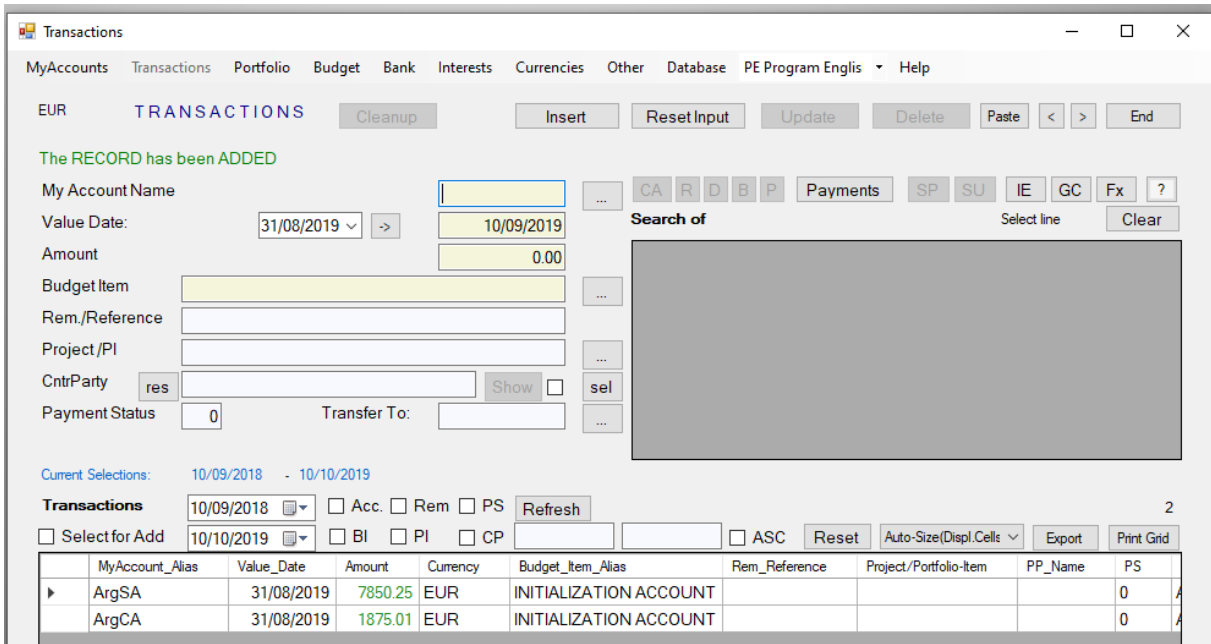 Transactions
MyAccounts Transactions Portfolio Budget Bank Interests Currencies Other Database PE Program Englis Help
EUR TRANSACTIONS Cleanup Insert Reset Input Update Delete Paste < > End
The RECORD has been ADDED
My Account Name ... CA R D B P Payments SP SU IE GC Fx ?
Value Date: 31/08/2019 -> 10/09/2019 Search of Select line Clear
Amount 0.00
Budget Item ...
Rem./Reference
Project /PI ...
CntrParty res Show sel
Payment Status 0 Transfer To: ...
Current Selections: 10/09/2018 - 10/10/2019
Transactions 10/09/2018 Acc. Rem PS Refresh 2
Select for Add 10/10/2019 BI PI CP ASC Reset Auto-Size(Displ.Cells Export Print Grid
MyAccount_Alias Value_Date Amount Currency Budget_Item_Alias Rem_Reference Project/Portfolio-Item PP_Name PS
ArgSA 31/08/2019 7850.25 EUR INITIALIZATION ACCOUNT 0
ArgCA 31/08/2019 1875.01 EUR INITIALIZATION ACCOUNT 0